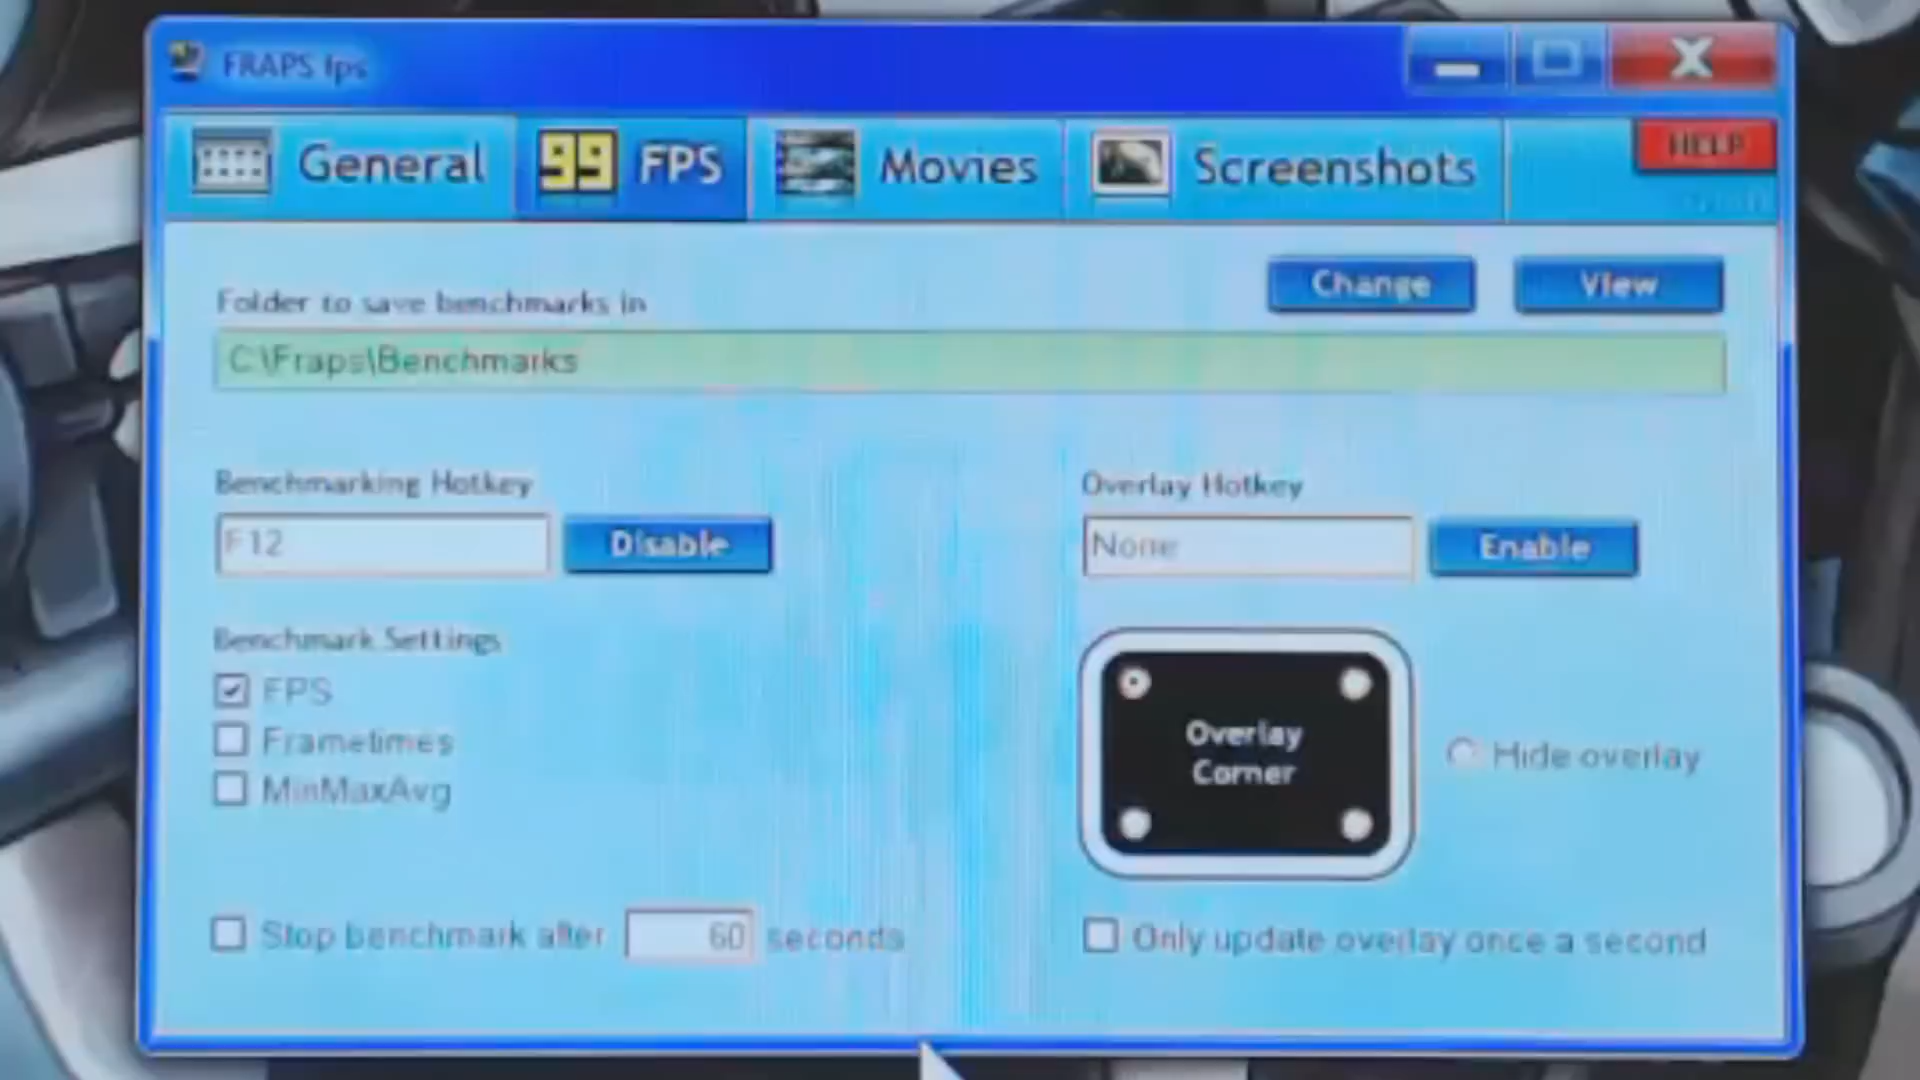 FRAPS fps
General
99 FPS
Movies
Screenshots
HELP
Change
View
Folder to save benchmarks in
C:\Fraps\Benchmarks
Benchmarking Hotkey
Overlay Hotkey
F12
Disable
None
Enable
Benchmark Settings
FPS
Frametimes
MinMaxAvg
Overlay
Corner
Hide overlay
Stop benchmark after 60 seconds
Only update overlay once a second